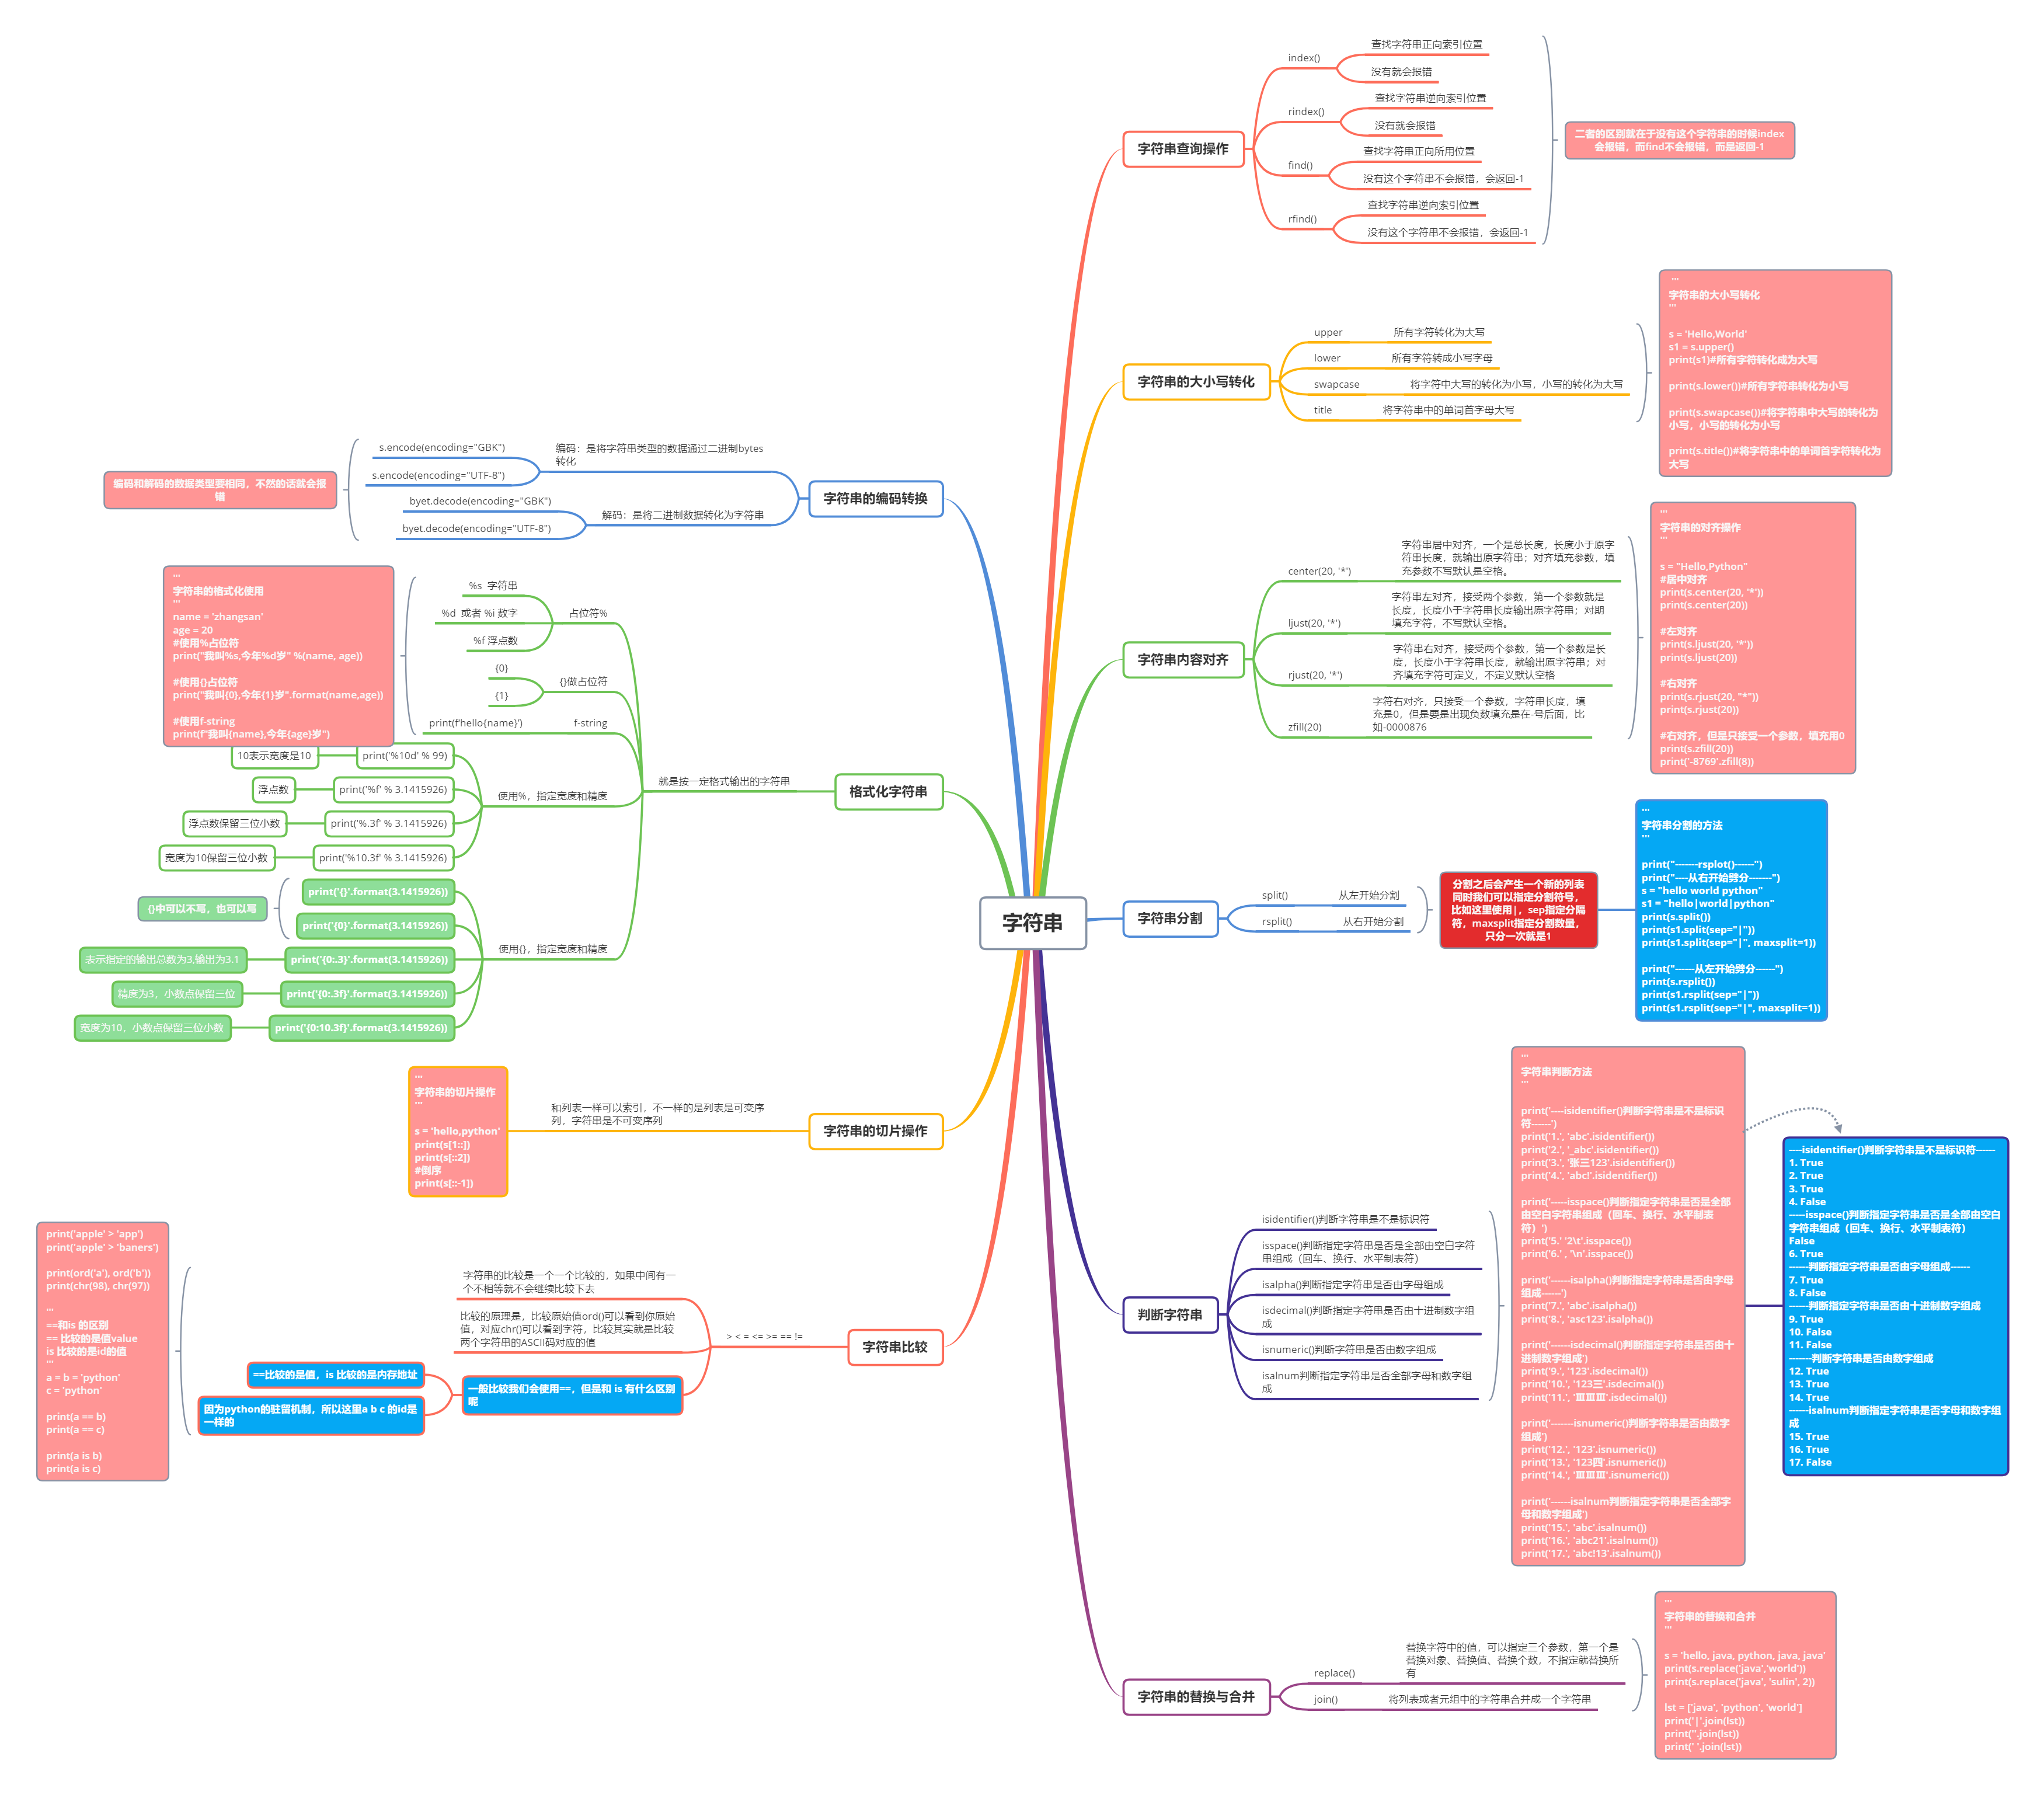 字符串
字符串查询操作
index()
查找字符串正向索引位置
没有就会报错
rindex()
查找字符串逆向索引位置
没有就会报错
find()
查找字符串正向所用位置
没有这个字符串不会报错，会返回-1
rfind()
查找字符串逆向索引位置
没有这个字符串不会报错，会返回-1
二者的区别就在于没有这个字符串的时候index
会报错，而find不会报错，而是返回-1
字符串的大小写转化
upper
所有字符转化为大写
lower
所有字符转成小写字母
swapcase
将字符中大写的转化为小写，小写的转化为大写
title
将字符串中的单词首字母大写
'''
字符串的大小写转化
'''
s = 'Hello,World'
s1 = s.upper()
print(s1)#所有字符转化成为大写
print(s.lower())#所有字符串转化为小写
print(s.swapcase())#将字符串中大写的转化为
小写，小写的转化为小写
print(s.title())#将字符串中的单词首字符转化为
大写
字符串内容对齐
center(20, '*')
字符串居中对齐，一个是总长度，长度小于原字
符串长度，就输出原字符串；对齐填充参数，填
充参数不写默认是空格。
ljust(20, '*')
字符串左对齐，接受两个参数，第一个参数就是
长度，长度小于字符串长度输出原字符串；对期
填充字符，不写默认空格。
rjust(20, '*')
字符串右对齐，接受两个参数，第一个参数是长
度，长度小于字符串长度，就输出原字符串；对
齐填充字符可定义，不定义默认空格
zfill(20)
字符右对齐，只接受一个参数，字符串长度，填
充是0，但是要是出现负数填充是在-号后面，比
如-0000876
'''
字符串的对齐操作
'''
s = "Hello,Python"
#居中对齐
print(s.center(20, '*'))
print(s.center(20))
#左对齐
print(s.ljust(20, '*'))
print(s.ljust(20))
#右对齐
print(s.rjust(20, "*"))
print(s.rjust(20))
#右对齐，但是只接受一个参数，填充用0
print(s.zfill(20))
print('-8769'.zfill(8))
字符串分割
split()
从左开始分割
rsplit()
从右开始分割
分割之后会产生一个新的列表
同时我们可以指定分割符号，
比如这里使用|，sep指定分隔
符，maxsplit指定分割数量，
只分一次就是1
'''
字符串分割的方法
'''
print("-------rsplot()------")
print("----从右开始劈分-------")
s = "hello world python"
s1 = "hello|world|python"
print(s.split())
print(s1.split(sep="|"))
print(s1.split(sep="|", maxsplit=1))
print("------从左开始劈分------")
print(s.rsplit())
print(s1.rsplit(sep="|"))
print(s1.rsplit(sep="|", maxsplit=1))
判断字符串
isidentifier()判断字符串是不是标识符
isspace()判断指定字符串是否是全部由空白字符
串组成（回车、换行、水平制表符）
isalpha()判断指定字符串是否由字母组成
isdecimal()判断指定字符串是否由十进制数字组
成
isnumeric()判断字符串是否由数字组成
isalnum判断指定字符串是否全部字母和数字组
成
'''
字符串判断方法
'''
print('----isidentifier()判断字符串是不是标识
符------')
print('1.', 'abc'.isidentifier())
print('2.', '_abc'.isidentifier())
print('3.', '张三123'.isidentifier())
print('4.', 'abc!'.isidentifier())
print('-----isspace()判断指定字符串是否是全部
由空白字符串组成（回车、换行、水平制表
符）')
print('5.' '2\t'.isspace())
print('6.' , '\n'.isspace())
print('------isalpha()判断指定字符串是否由字母
组成------')
print('7.', 'abc'.isalpha())
print('8.', 'asc123'.isalpha())
print('------isdecimal()判断指定字符串是否由十
进制数字组成')
print('9.', '123'.isdecimal())
print('10.', '123三'.isdecimal())
print('11.', 'ⅢⅢⅢ'.isdecimal())
print('-------isnumeric()判断字符串是否由数字
组成')
print('12.', '123'.isnumeric())
print('13.', '123四'.isnumeric())
print('14.', 'ⅢⅢⅢ'.isnumeric())
print('------isalnum判断指定字符串是否全部字
母和数字组成')
print('15.', 'abc'.isalnum())
print('16.', 'abc21'.isalnum())
print('17.', 'abc!13'.isalnum())
----isidentifier()判断字符串是不是标识符------
1. True
2. True
3. True
4. False
-----isspace()判断指定字符串是否是全部由空白
字符串组成（回车、换行、水平制表符）
False
6. True
------判断指定字符串是否由字母组成------
7. True
8. False
------判断指定字符串是否由十进制数字组成
9. True
10. False
11. False
-------判断字符串是否由数字组成
12. True
13. True
14. True
------isalnum判断指定字符串是否字母和数字组
成
15. True
16. True
17. False
字符串的替换与合并
replace()
替换字符中的值，可以指定三个参数，第一个是
替换对象、替换值、替换个数，不指定就替换所
有
join()
将列表或者元组中的字符串合并成一个字符串
'''
字符串的替换和合并
'''
s = 'hello, java, python, java, java'
print(s.replace('java','world'))
print(s.replace('java', 'sulin', 2))
lst = ['java', 'python', 'world']
print('|'.join(lst))
print(''.join(lst))
print(' '.join(lst))
字符串的编码转换
编码：是将字符串类型的数据通过二进制bytes
转化
s.encode(encoding="GBK")
s.encode(encoding="UTF-8")
解码：是将二进制数据转化为字符串
byet.decode(encoding="GBK")
byet.decode(encoding="UTF-8")
编码和解码的数据类型要相同，不然的话就会报
错
格式化字符串
就是按一定格式输出的字符串
占位符%
%s 字符串
%d 或者 %i 数字
%f 浮点数
{}做占位符
{0}
{1}
f-string
print(f'hello{name}')
'''
字符串的格式化使用
'''
name = 'zhangsan'
age = 20
#使用%占位符
print("我叫%s,今年%d岁" %(name, age))
#使用{}占位符
print("我叫{0},今年{1}岁".format(name,age))
#使用f-string
print(f"我叫{name},今年{age}岁")
使用%，指定宽度和精度
print('%10d' % 99)
10表示宽度是10
print('%f' % 3.1415926)
浮点数
print('%.3f' % 3.1415926)
浮点数保留三位小数
print('%10.3f' % 3.1415926)
宽度为10保留三位小数
使用{}，指定宽度和精度
print('{}'.format(3.1415926))
print('{0}'.format(3.1415926))
{}中可以不写，也可以写
print('{0:.3}'.format(3.1415926))
表示指定的输出总数为3,输出为3.1
print('{0:.3f}'.format(3.1415926))
精度为3，小数点保留三位
print('{0:10.3f}'.format(3.1415926))
宽度为10，小数点保留三位小数
字符串的切片操作
和列表一样可以索引，不一样的是列表是可变序
列，字符串是不可变序列
'''
字符串的切片操作
'''
s = 'hello,python'
print(s[1::])
print(s[::2])
#倒序
print(s[::-1])
字符串比较
> < = <= >= == !=
字符串的比较是一个一个比较的，如果中间有一
个不相等就不会继续比较下去
比较的原理是，比较原始值ord()可以看到你原始
值，对应chr()可以看到字符，比较其实就是比较
两个字符串的ASCII码对应的值
一般比较我们会使用==，但是和 is 有什么区别
呢
==比较的是值，is 比较的是内存地址
因为python的驻留机制，所以这里a b c 的id是
一样的
print('apple' > 'app')
print('apple' > 'baners')
print(ord('a'), ord('b'))
print(chr(98), chr(97))
'''
==和is 的区别
== 比较的是值value
is 比较的是id的值
'''
a = b = 'python'
c = 'python'
print(a == b)
print(a == c)
print(a is b)
print(a is c)